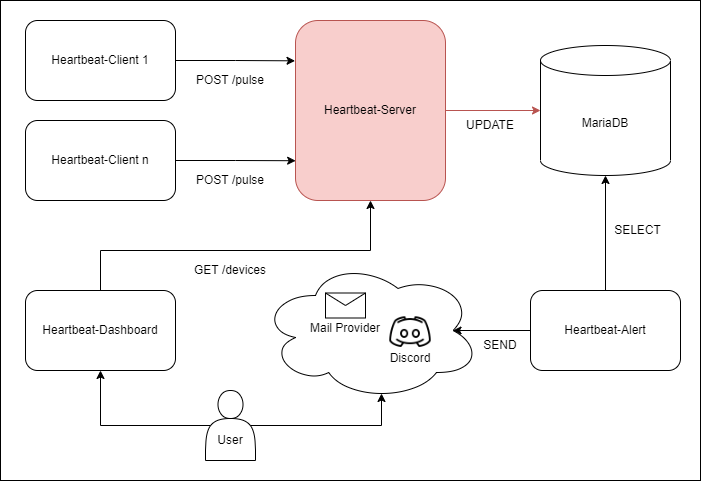 Heartbeat-Client 1
POST /pulse
Heartbeat-Server
UPDATE
MariaDB
Heartbeat-Client n
POST /pulse
SELECT
GET /devices
Heartbeat-Dashboard
Mail Provider
Discord
SEND
Heartbeat-Alert
User